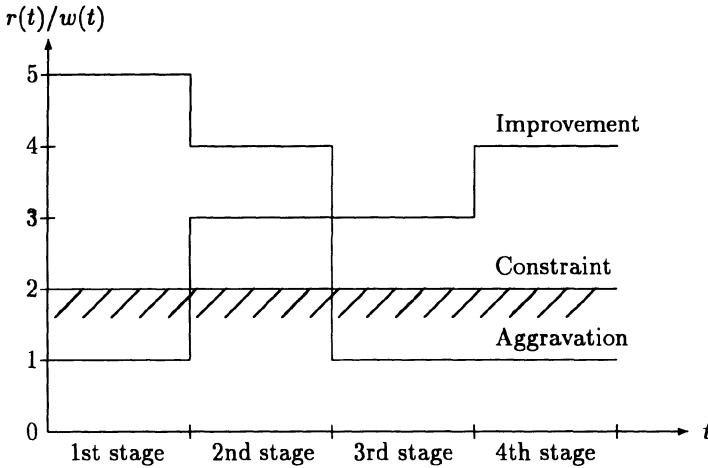 r(t)/w(t)
5
Improvement
4
3
Constraint
2
Aggravation
1
0
t
1st stage 2nd stage 3rd stage 4th stage